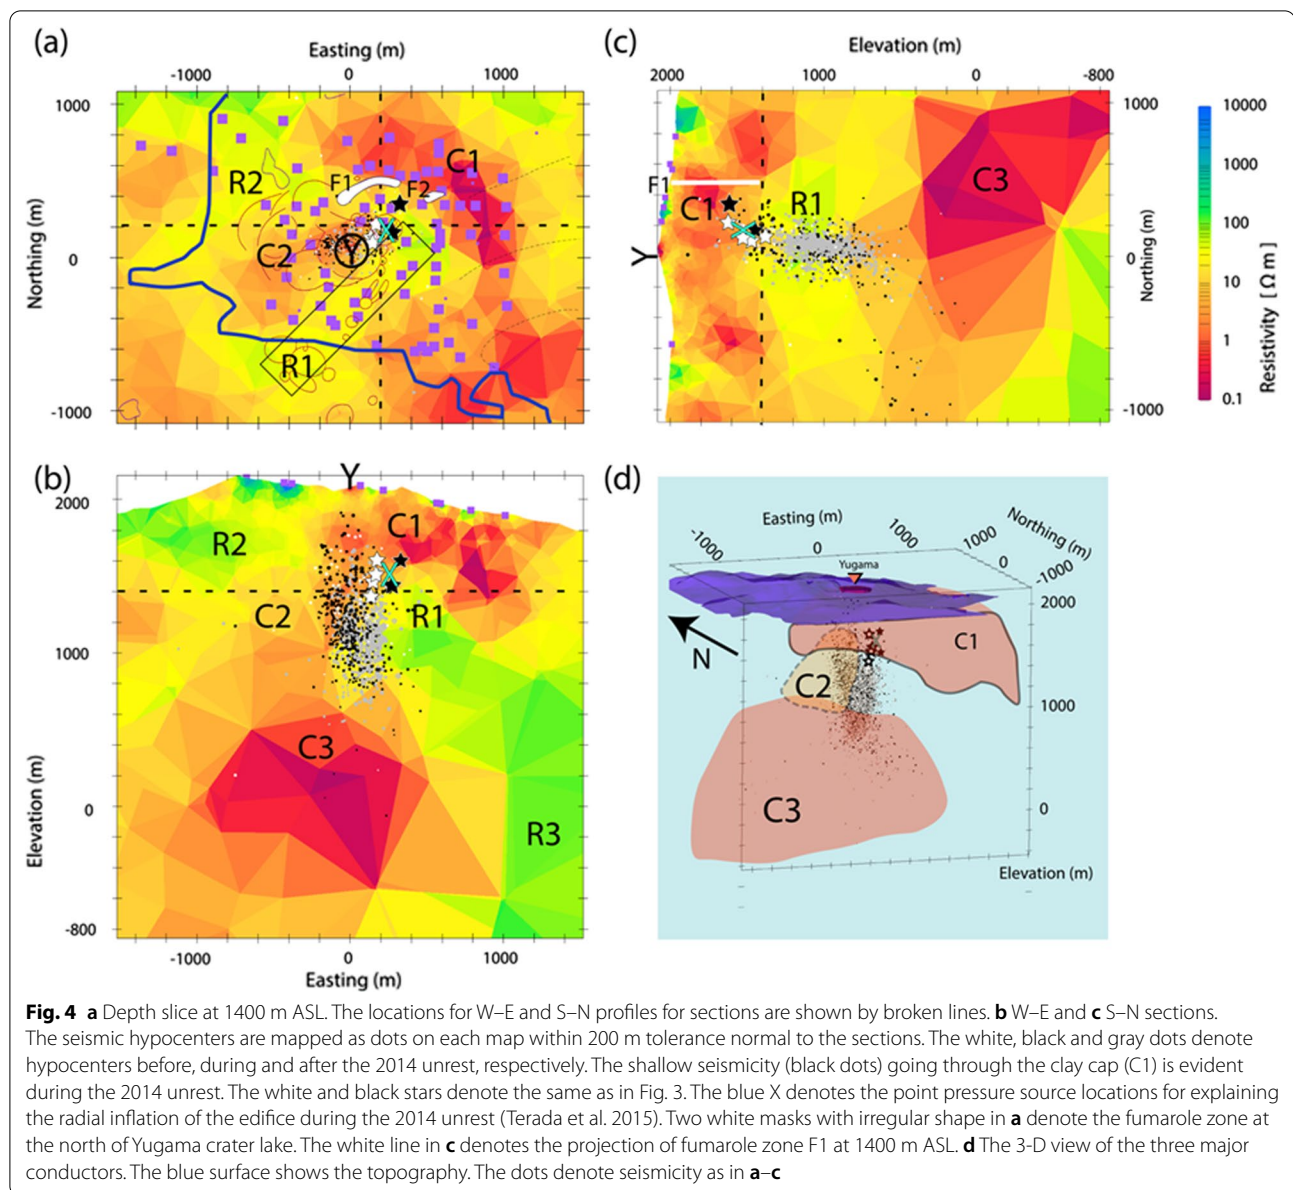 (a)
Easting (m)
-1000 0 1000
1000
0
-1000
Northing (m)
R2
F1
F2
C1
C2
Y
R1
(c)
Elevation (m)
2000 1000 0 -800
1000
0
-1000
Northing (m)
F1
C1
R1
C3
Y
10000
1000
100
10
1
0.1
Resistivity [Ω m]
(b)
Y
2000
1000
0
-800
Elevation (m)
R2
C1
C2
R1
C3
R3
-1000 0 1000
Easting (m)
(d)
Easting (m)
-1000
0
1000
Northing (m)
1000
0
-1000
Yugama
2000
1000
0
Elevation (m)
N
C1
C2
C3
Fig. 4 a Depth slice at 1400 m ASL. The locations for W–E and S–N profiles for sections are shown by broken lines. b W–E and c S–N sections.
The seismic hypocenters are mapped as dots on each map within 200 m tolerance normal to the sections. The white, black and gray dots denote
hypocenters before, during and after the 2014 unrest, respectively. The shallow seismicity (black dots) going through the clay cap (C1) is evident
during the 2014 unrest. The white and black stars denote the same as in Fig. 3. The blue X denotes the point pressure source locations for explaining
the radial inflation of the edifice during the 2014 unrest (Terada et al. 2015). Two white masks with irregular shape in a denote the fumarole zone at
the north of Yugama crater lake. The white line in c denotes the projection of fumarole zone F1 at 1400 m ASL. d The 3-D view of the three major
conductors. The blue surface shows the topography. The dots denote seismicity as in a–c